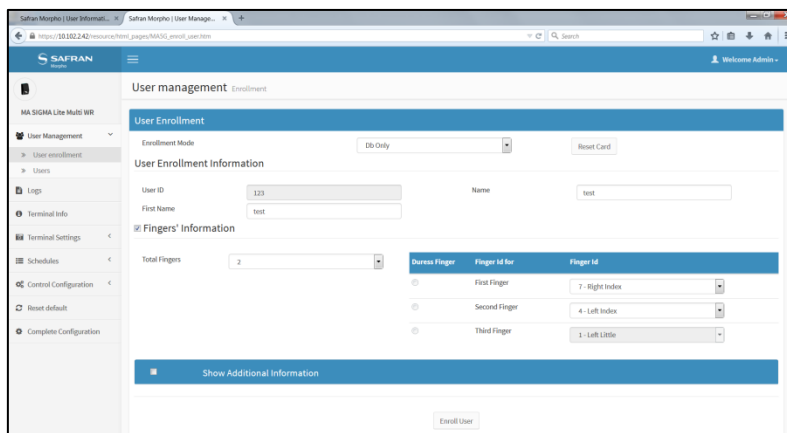 Safran Morpho | User Informati... × Safran Morpho | User Manage... × +
https://10.102.2.42/resource/html_pages/MA5G_enroll_user.html Search
SAFRAN
Morpho
Welcome Admin
User management Enrollment
MA SIGMA Lite Multi WR
User Management
» User enrollment
» Users
Logs
Terminal Info
Terminal Settings
Schedules
Control Configuration
Reset default
Complete Configuration
User Enrollment
Enrollment Mode Db Only Reset Card
User Enrollment Information
User ID 123 Name test
First Name test
Fingers' Information
Total Fingers 2
Duress Finger Finger Id for Finger Id
First Finger 7 - Right Index
Second Finger 4 - Left Index
Third Finger 1 - Left Little
Show Additional Information
Enroll User